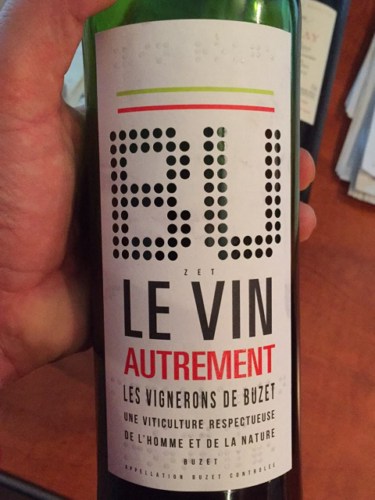 BU
ZET
LE VIN
AUTREMENT
LES VIGNERONS DE BUZET
UNE VITICULTURE RESPECTUEUSE
DE L'HOMME ET DE LA NATURE
BUZET
APPELLATION BUZET CONTRÔLÉE